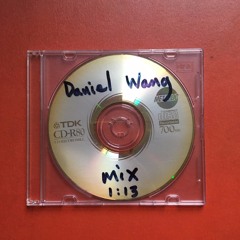 Daniel Wang
TDK
CD-R80
700MB
mix
1:13